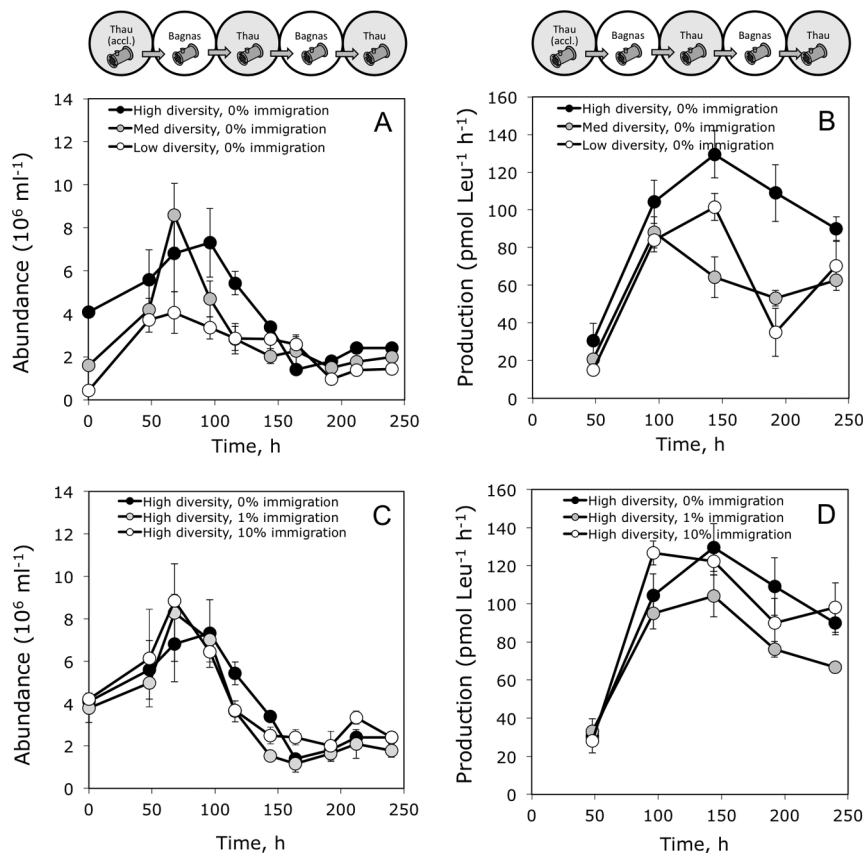 Thau (accl.) Bagnas Thau Bagnas Thau
Thau (accl.) Bagnas Thau Bagnas Thau
A
High diversity, 0% immigration
Med diversity, 0% immigration
Low diversity, 0% immigration
Abundance (10⁶ ml⁻¹)
14
12
10
8
6
4
2
0
0 50 100 150 200 250
Time, h
B
High diversity, 0% immigration
Med diversity, 0% immigration
Low diversity, 0% immigration
Production (pmol Leu⁻¹ h⁻¹)
160
140
120
100
80
60
40
20
0
0 50 100 150 200 250
Time, h
C
High diversity, 0% immigration
High diversity, 1% immigration
High diversity, 10% immigration
Abundance (10⁶ ml⁻¹)
14
12
10
8
6
4
2
0
0 50 100 150 200 250
Time, h
D
High diversity, 0% immigration
High diversity, 1% immigration
High diversity, 10% immigration
Production (pmol Leu⁻¹ h⁻¹)
160
140
120
100
80
60
40
20
0
0 50 100 150 200 250
Time, h